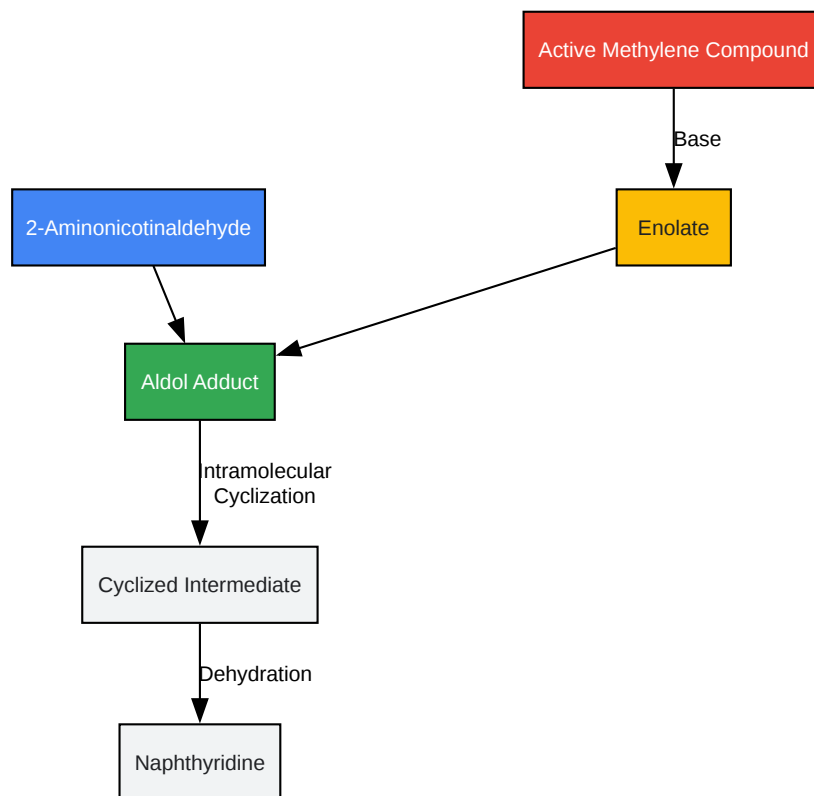 Active Methylene Compound
Base
2-Aminonicotinaldehyde
Enolate
Aldol Adduct
Intramolecular
Cyclization
Cyclized Intermediate
Dehydration
Naphthyridine